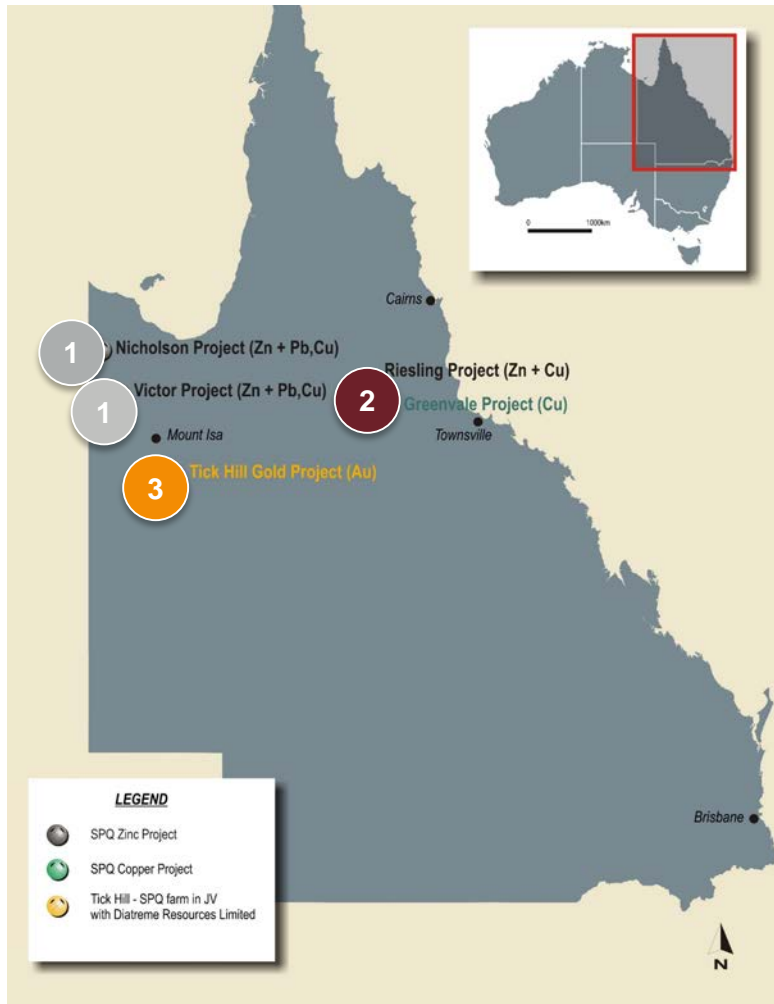 0 1000km
Cairns
1 Nicholson Project (Zn + Pb,Cu)
Riesling Project (Zn + Cu)
1 Victor Project (Zn + Pb,Cu)
2 Greenvale Project (Cu)
Mount Isa
Townsville
3 Tick Hill Gold Project (Au)
LEGEND
SPQ Zinc Project
SPQ Copper Project
Tick Hill - SPQ farm in JV
with Diatreme Resources Limited
Brisbane
N